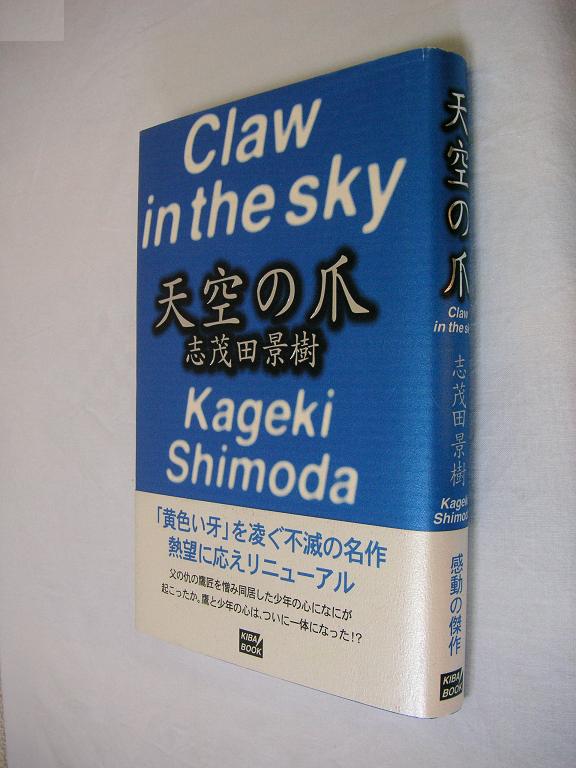 Claw
in the sky
天空の爪
志茂田景樹
Kageki
Shimoda
「黄色い牙」を凌ぐ不滅の名作
熱望に応えリニューアル
父の仇の鷹匠を憎み同居した少年の心になにが
起こったか。鷹と少年の心は、ついに一体になった!?
KIBA
BOOK
天空の爪
Claw
in the sky
志茂田景樹
Kageki
Shimoda
感動の傑作
KIBA
BOOK